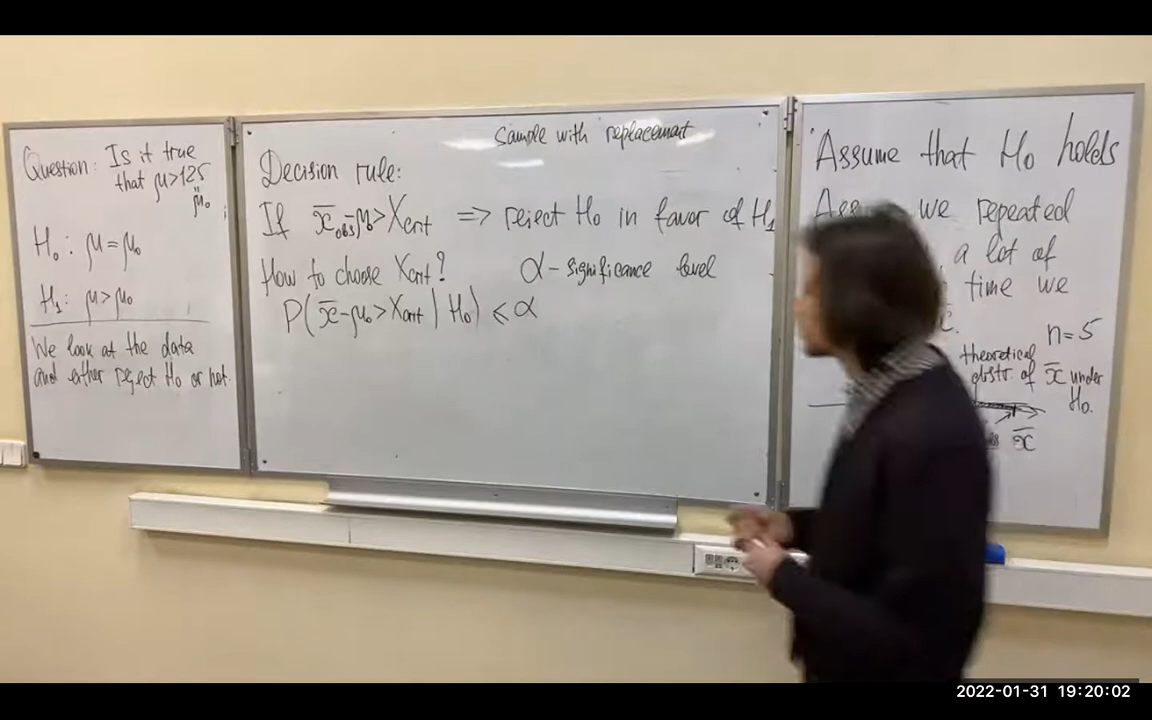 Question: Is it true
that μ>125
"
μ₀
H₀: μ=μ₀
H₁: μ>μ₀
We look at the data
and either reject H₀ or not.
sample with replacement
Decision rule:
If x̄obs-μ₀>Xcrit => reject H₀ in favor of H₁
How to choose Xcrit? α-significance level
P(x̄-μ₀>Xcrit | H₀) ≤ α
Assume that H₀ holds
we repeated
a lot of
time we
n=5
theoretical
distr of x̄ under
H₀.
x̄
2022-01-31 19:20:02